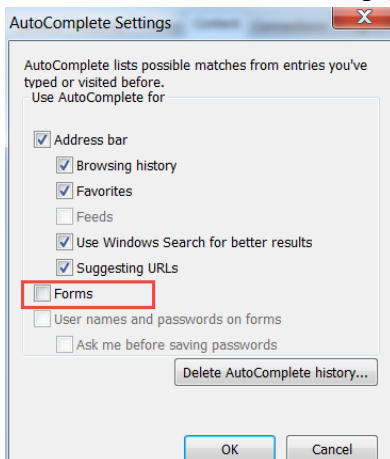 AutoComplete Settings
AutoComplete lists possible matches from entries you've
typed or visited before.
Use AutoComplete for
Address bar
Browsing history
Favorites
Feeds
Use Windows Search for better results
Suggesting URLs
Forms
User names and passwords on forms
Ask me before saving passwords
Delete AutoComplete history...
OK Cancel